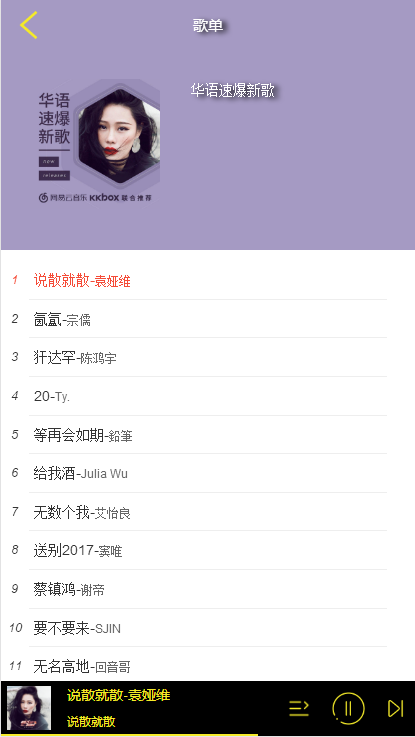 歌单
华语速爆新歌
华语
速爆
新歌
new
releases
网易云音乐 KKBOX 联合推荐
1 说散就散-袁娅维
2 氤氲-宗儒
3 犴达罕-陈鸿宇
4 20-Ty.
5 等再会如期-鉛筆
6 给我酒-Julia Wu
7 无数个我-艾怡良
8 送别2017-窦唯
9 蔡镇鸿-谢帝
10 要不要来-SJIN
11 无名高地-回音哥
说散就散-袁娅维
说散就散